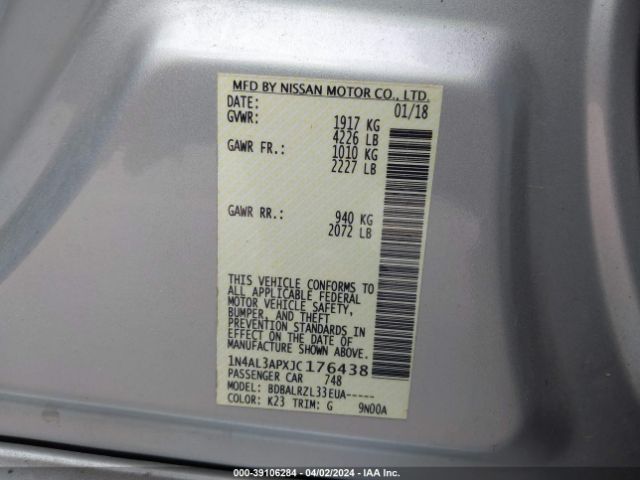 MFD BY NISSAN MOTOR CO., LTD.
DATE: 01/18
GVWR: 1917 KG
4226 LB
GAWR FR.: 1010 KG
2227 LB
GAWR RR.: 940 KG
2072 LB
THIS VEHICLE CONFORMS TO
ALL APPLICABLE FEDERAL
MOTOR VEHICLE SAFETY,
BUMPER, AND THEFT
PREVENTION STANDARDS IN
EFFECT ON THE DATE OF
MANUFACTURE SHOWN ABOVE.
1N4AL3APXJC176438
PASSENGER CAR 748
MODEL: BDBALRZL33EUA-----
COLOR: K23 TRIM: G 9N00A
000-39106284 - 04/02/2024 - IAA Inc.